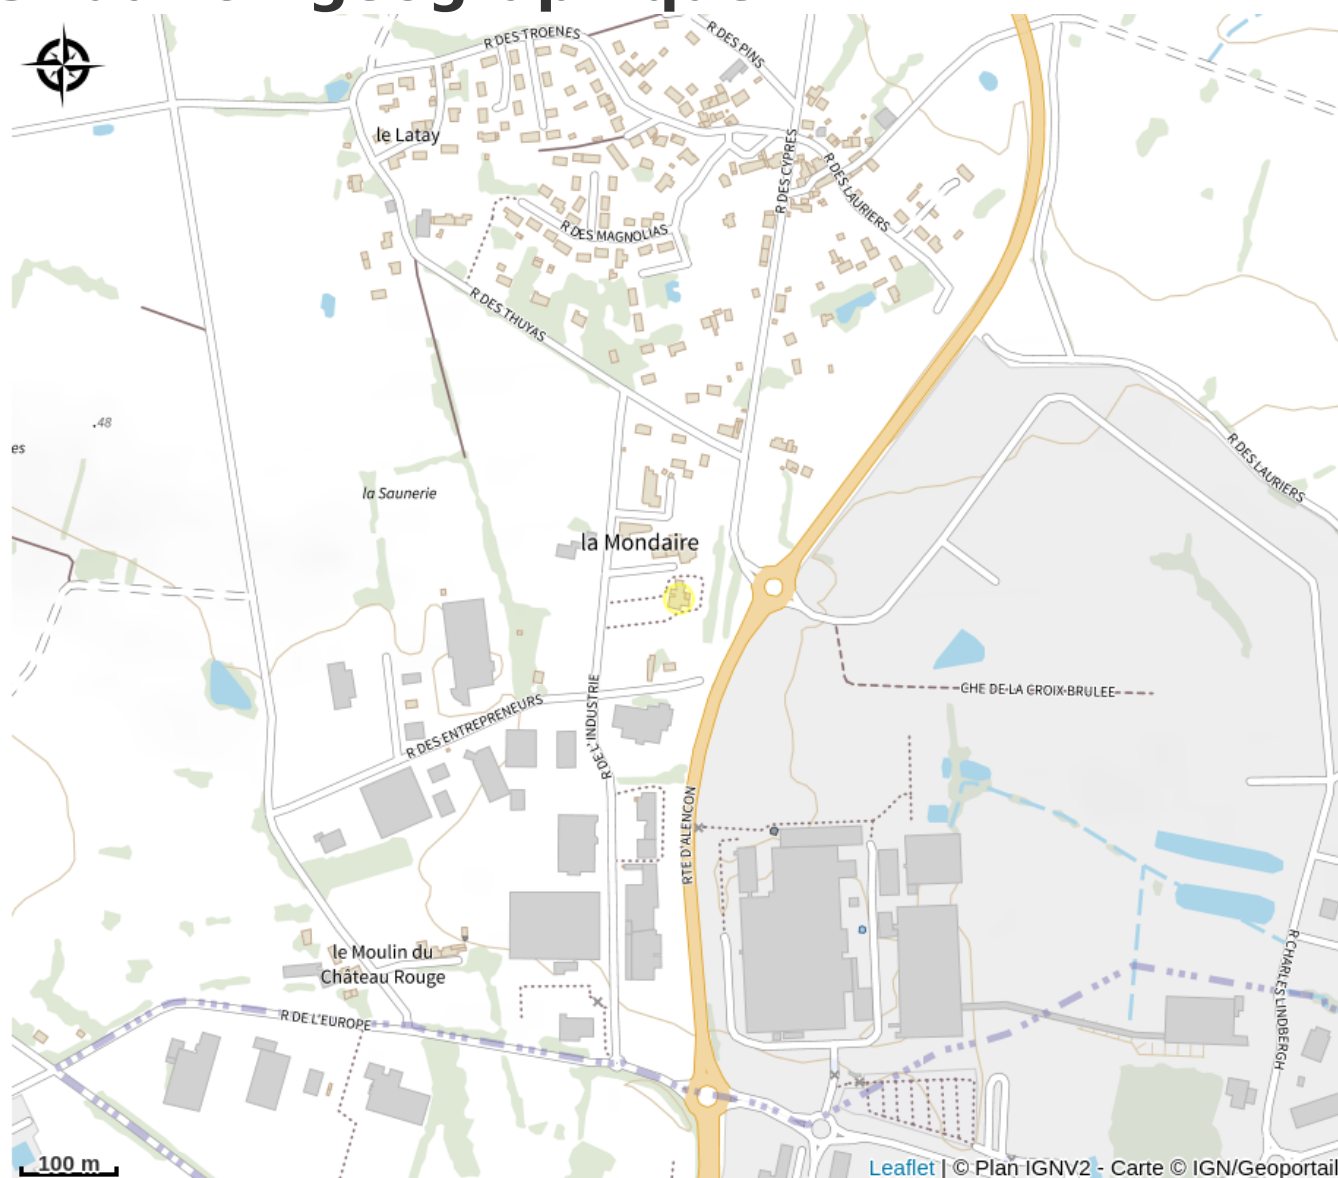 R DES TROENES
R DES PINS
le Latay
R DES CYPRES
R DES LAURIERS
R DES MAGNOLIAS
R DES THUYAS
48
es
R DES LAURIERS
la Saunerie
la Mondaire
CHE DE LA CROIX BRULEE
R DES ENTREPRENEURS
R DE L'INDUSTRIE
RTE D'ALENCON
le Moulin du
Château Rouge
R CHARLES LINDBERGH
R DE L'EUROPE
100 m
Leaflet | © Plan IGNV2 - Carte © IGN/Geoportail